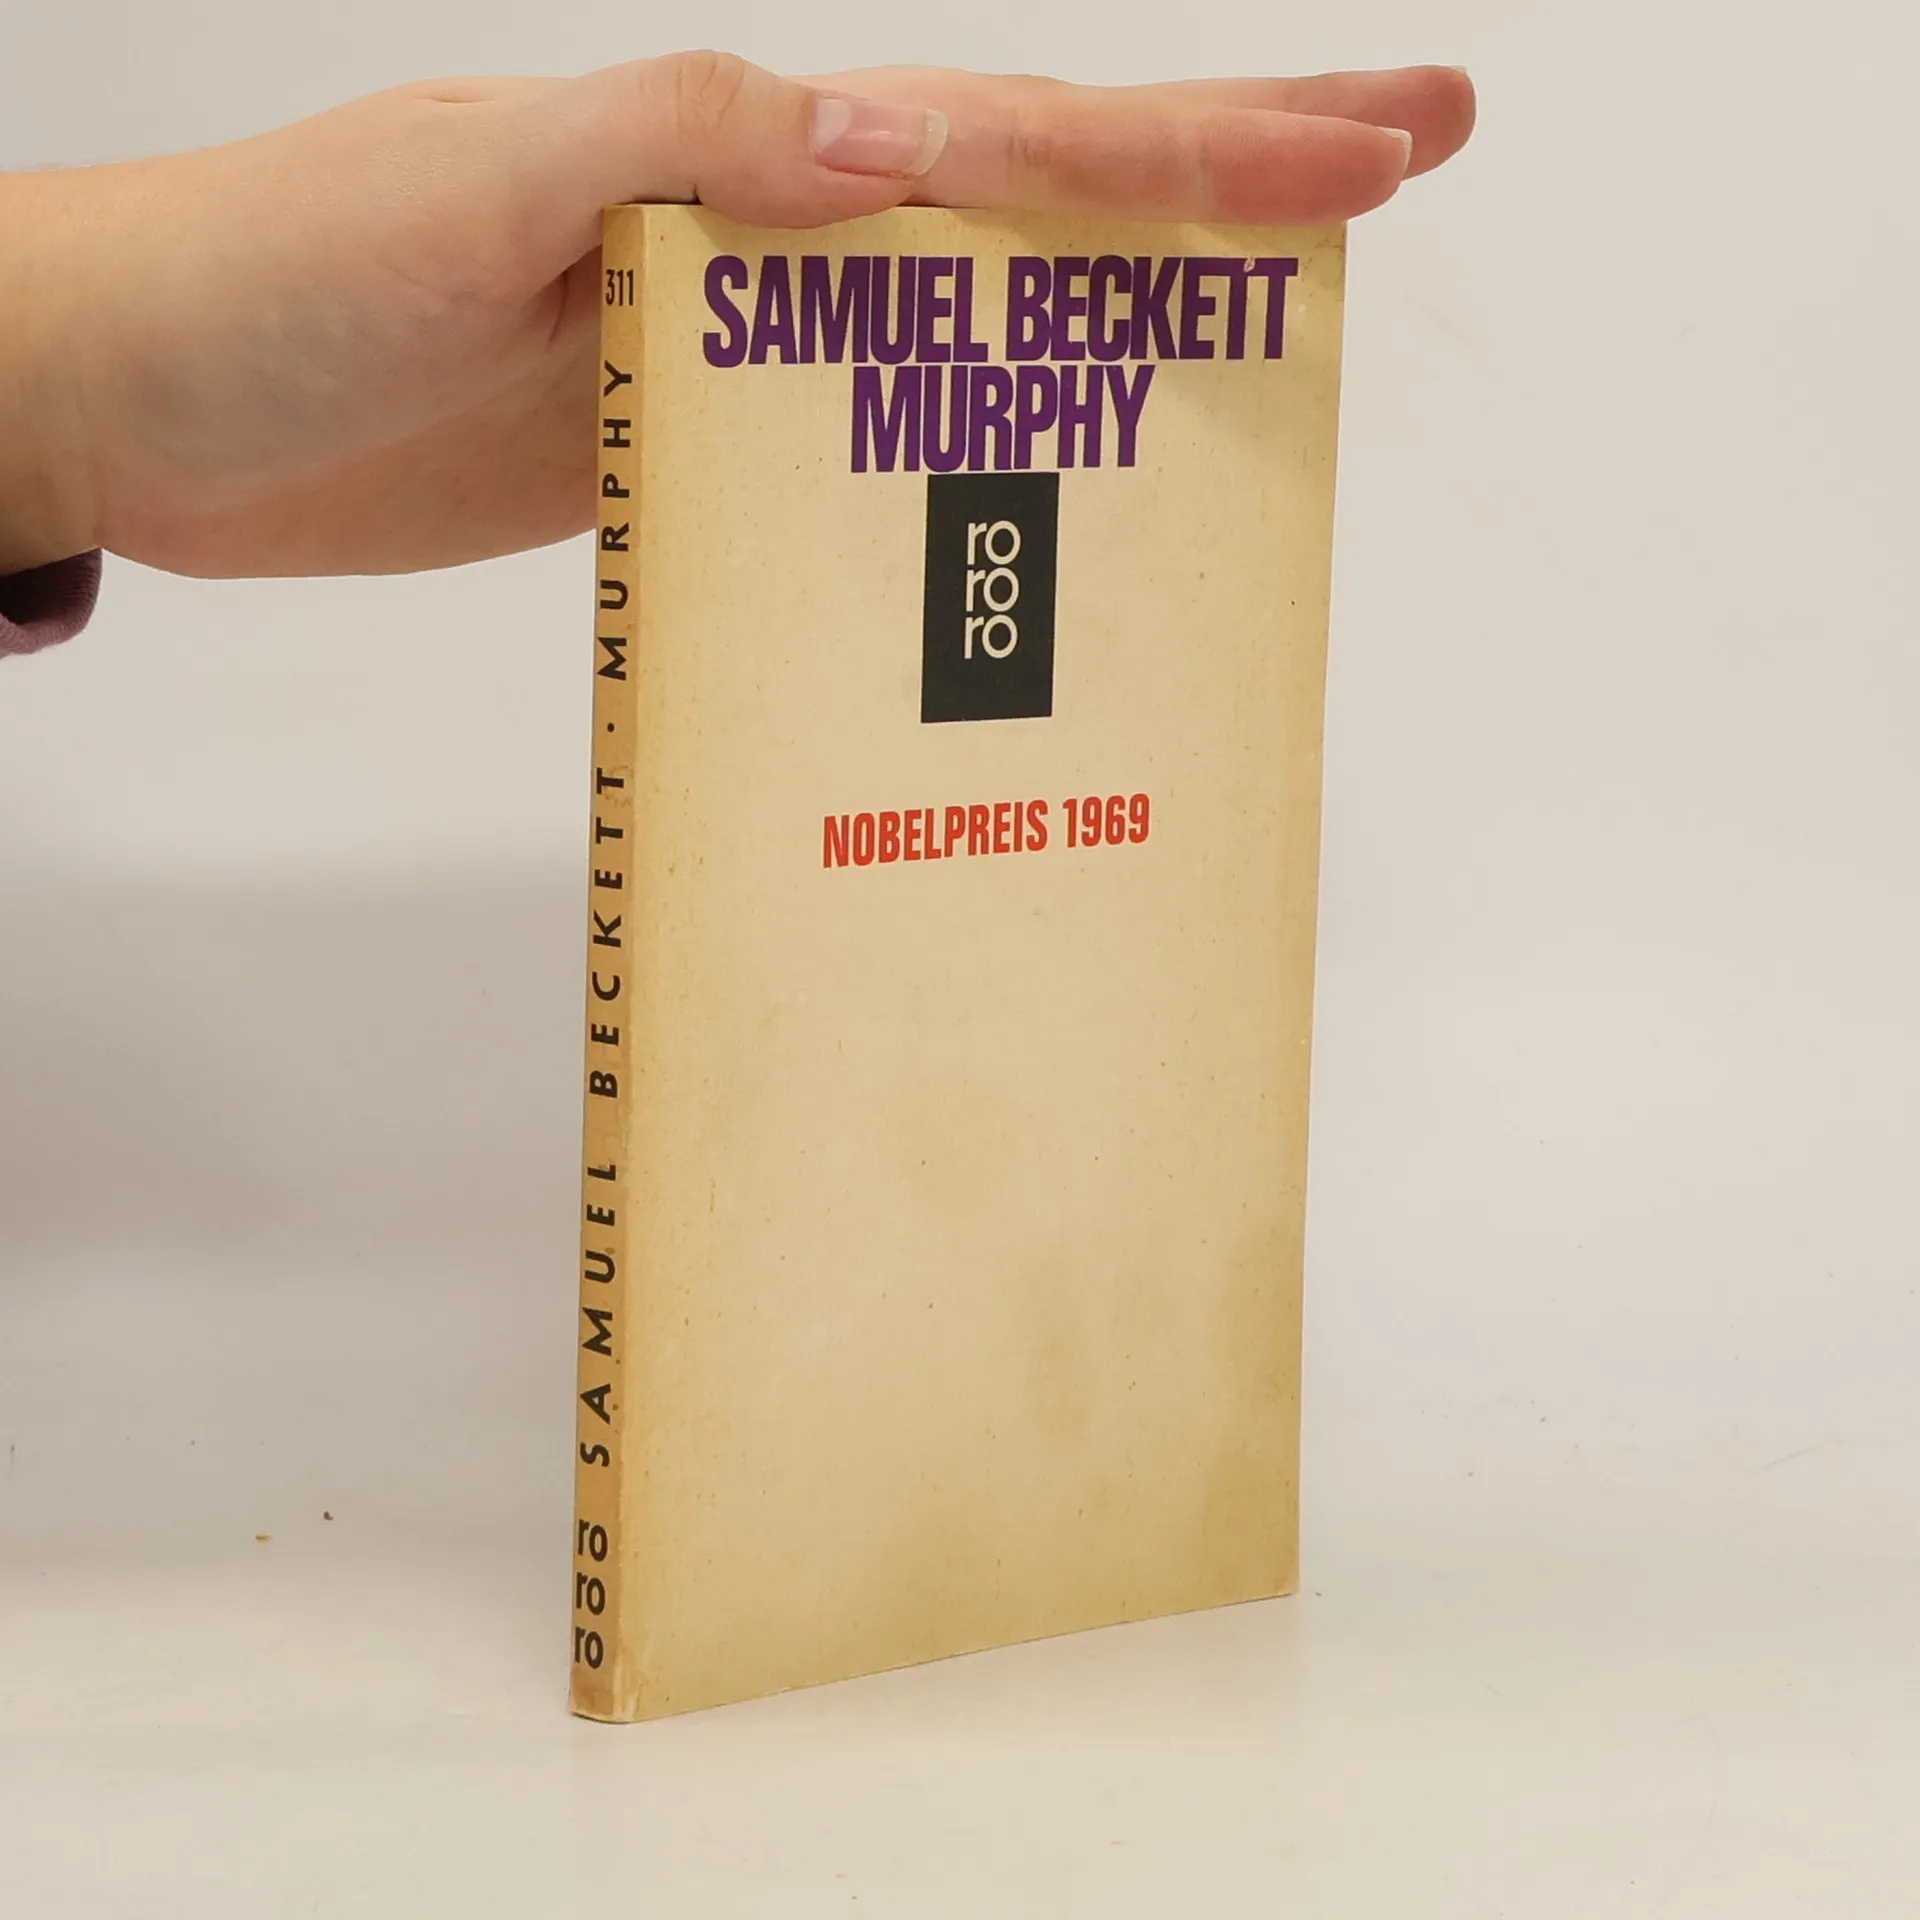 SAMUEL BECKETT
MURPHY
ro
ro
ro
NOBELPREIS 1969
311
SAMUEL BECKETT · MURPHY
ro
ro
ro